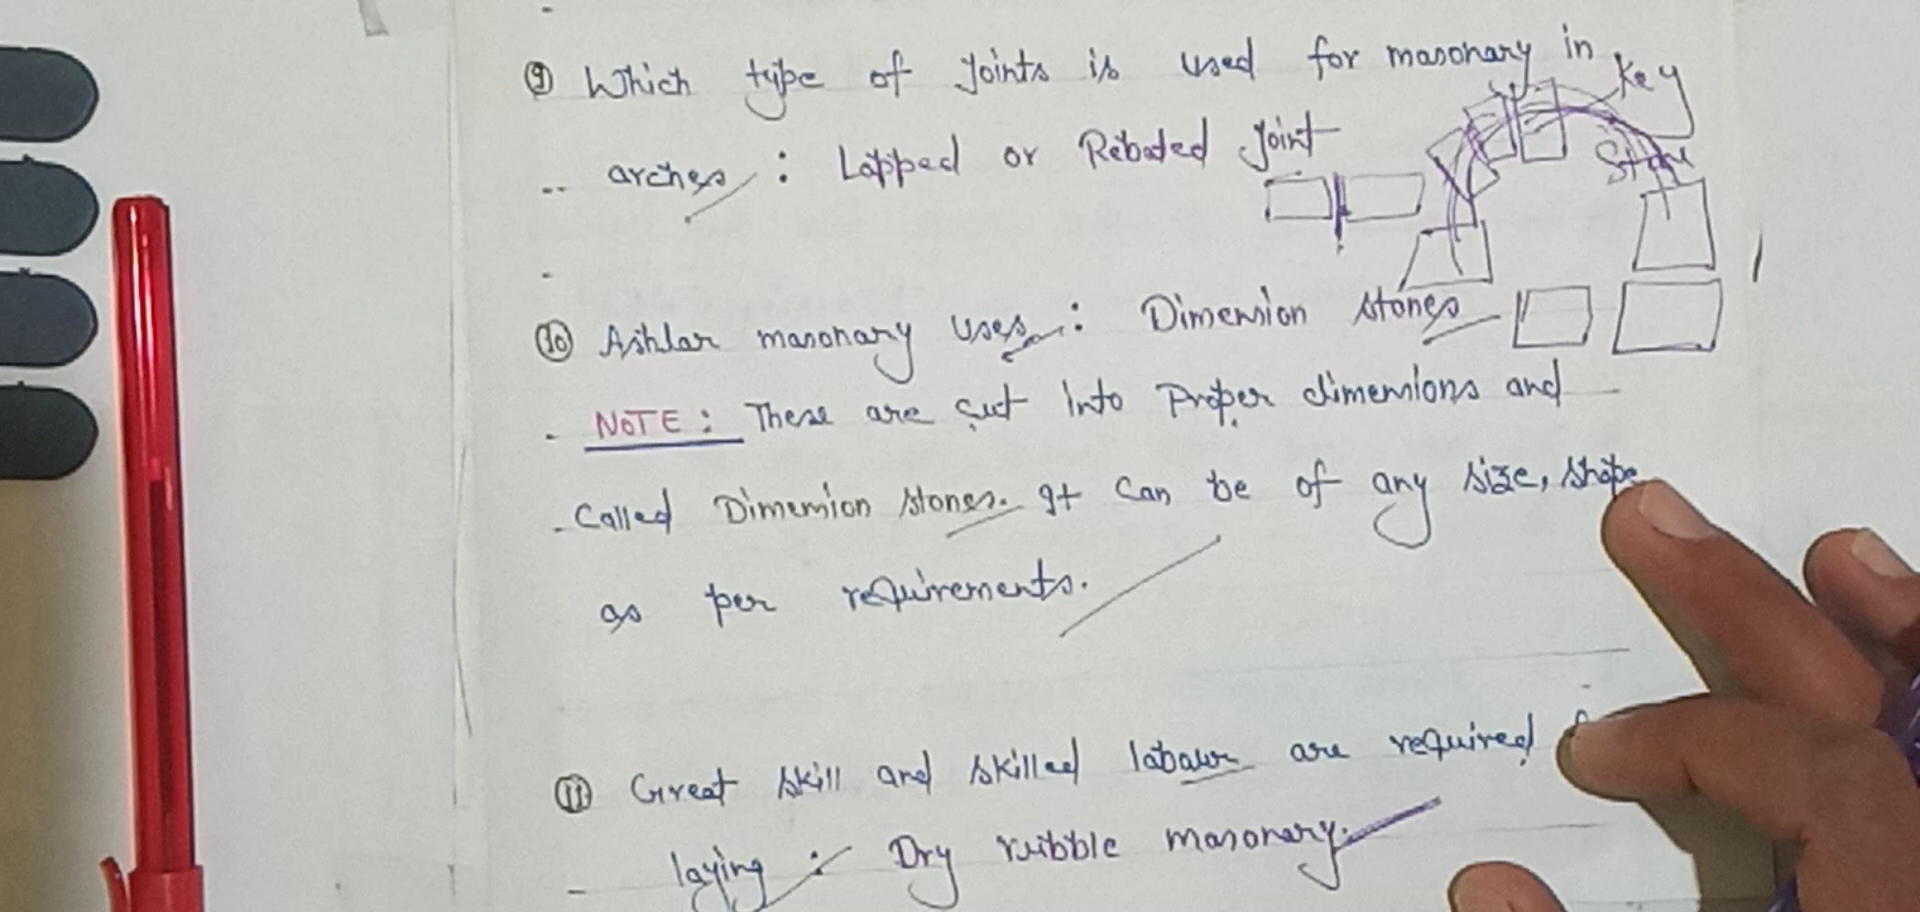 ⑨ Which type of Joints is used for masonary in
arches : Lapped or Rebated Joint
Key
Stone
⑩ Ashlar masonary uses : Dimension stones
NOTE : These are cut into Proper dimensions and
Called Dimension stones. It can be of any size, shape
as per requirements.
⑪ Great skill and skilled labour are required
laying : Dry rubble masonary.